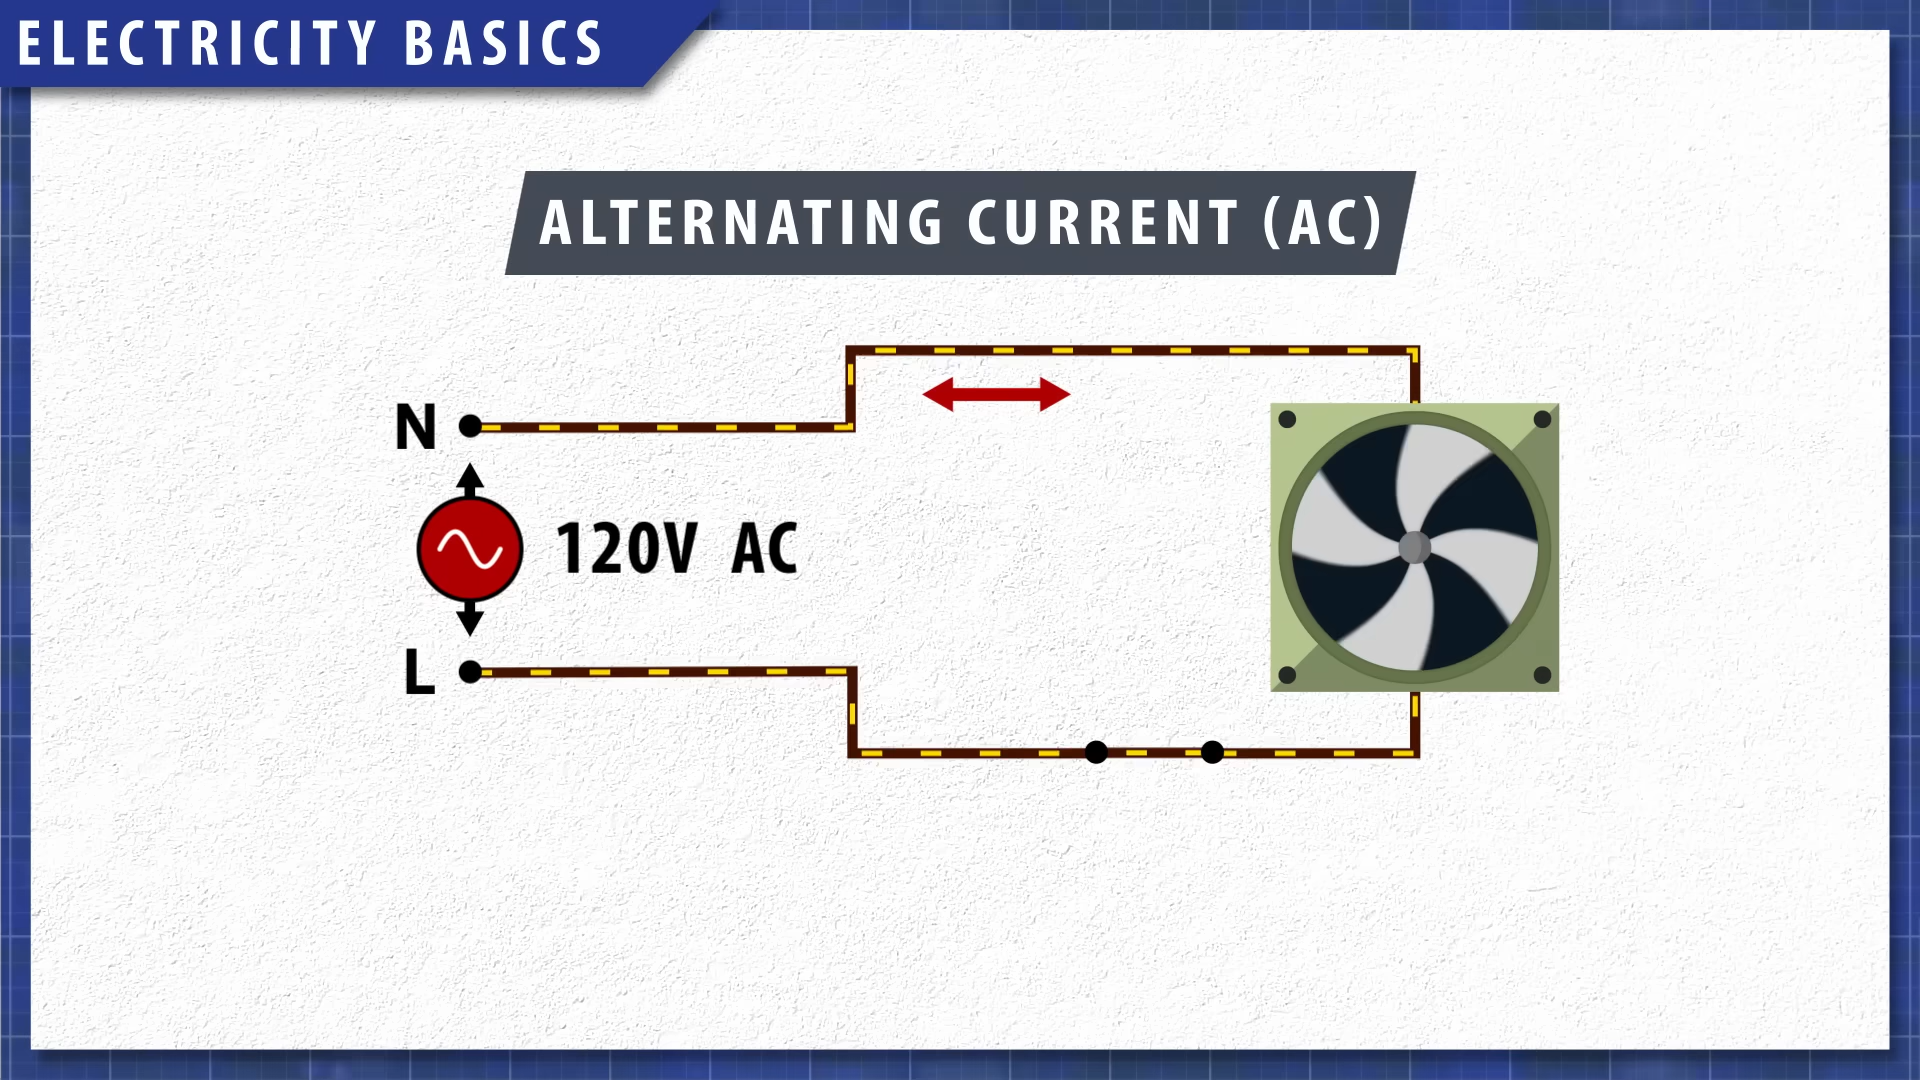 ELECTRICITY BASICS
ALTERNATING CURRENT (AC)
N
120V AC
L